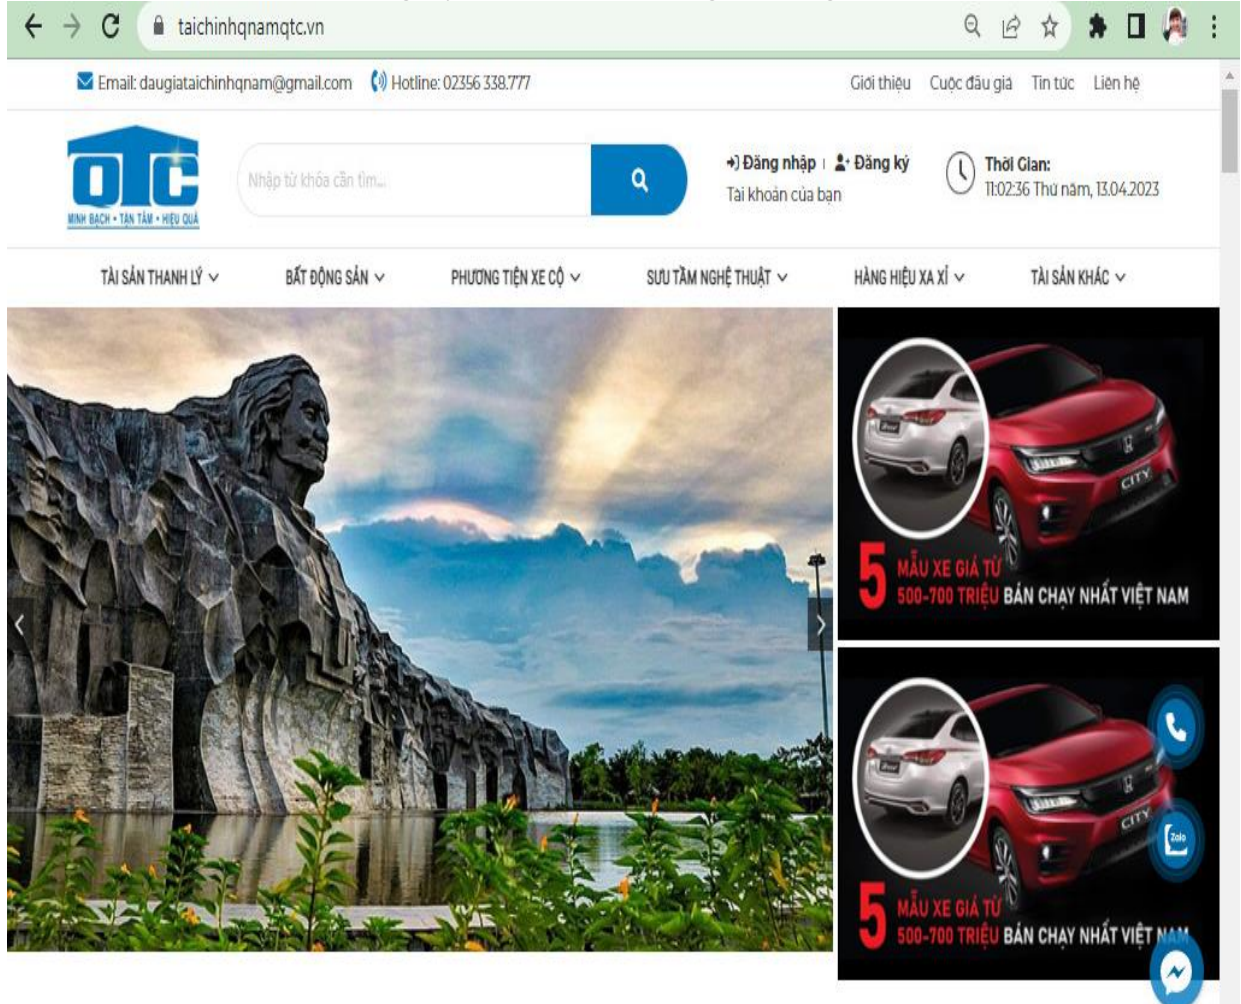 taichinhqnamqtc.vn
Email: daugiataichinhqnam@gmail.com Hotline: 02356 338.777 Giới thiệu Cuộc đấu giá Tin tức Liên hệ
QTC
MINH BẠCH • TẬN TÂM • HIỆU QUẢ
Nhập từ khóa cần tìm...
Đăng nhập Đăng ký
Tài khoản của bạn
Thời Gian:
11:02:36 Thứ năm, 13.04.2023
TÀI SẢN THANH LÝ BẤT ĐỘNG SẢN PHƯƠNG TIỆN XE CỘ SƯU TẦM NGHỆ THUẬT HÀNG HIỆU XA XỈ TÀI SẢN KHÁC
CITY
5 MẪU XE GIÁ TỪ
500-700 TRIỆU BÁN CHẠY NHẤT VIỆT NAM
CITY
Zalo
5 MẪU XE GIÁ TỪ
500-700 TRIỆU BÁN CHẠY NHẤT VIỆT NAM